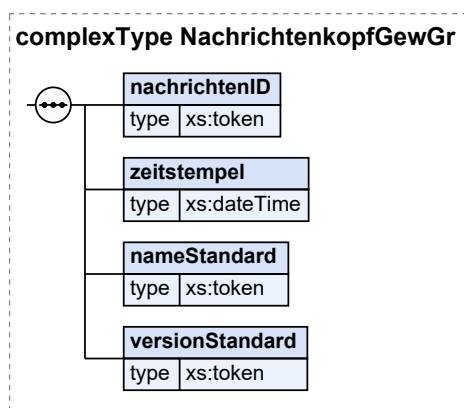 complexType NachrichtenkopfGewGr
nachrichtenID
type xs:token
zeitstempel
type xs:dateTime
nameStandard
type xs:token
versionStandard
type xs:token